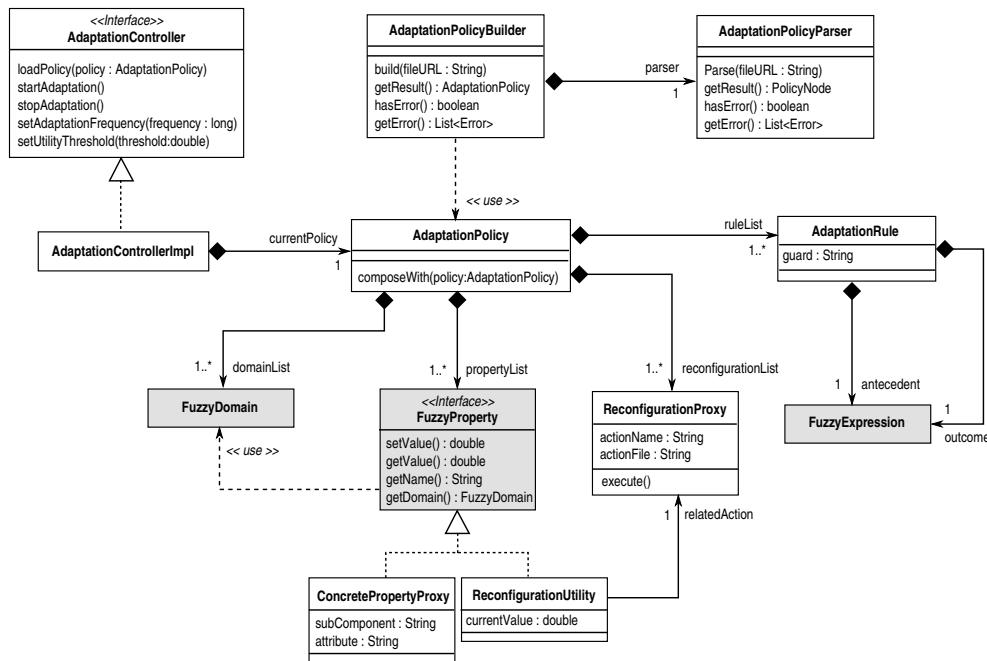 <<Interface>>
AdaptationController
loadPolicy(policy : AdaptationPolicy)
startAdaptation()
stopAdaptation()
setAdaptationFrequency(frequency : long)
setUtilityThreshold(threshold:double)
AdaptationPolicyBuilder
build(fileURL : String)
getResult() : AdaptationPolicy
hasError() : boolean
getError() : List<Error>
parser
1
AdaptationPolicyParser
Parse(fileURL : String)
getResult() : PolicyNode
hasError() : boolean
getError() : List<Error>
<< use >>
AdaptationControllerImpl
currentPolicy
1
AdaptationPolicy
composeWith(policy:AdaptationPolicy)
ruleList
1..*
AdaptationRule
guard : String
1..*
domainList
1..*
propertyList
1..*
reconfigurationList
1
antecedent
1
outcome
FuzzyDomain
<< use >>
<<Interface>>
FuzzyProperty
setValue() : double
getValue() : double
getName() : String
getDomain() : FuzzyDomain
ReconfigurationProxy
actionName : String
actionFile : String
execute()
FuzzyExpression
1
relatedAction
ConcretePropertyProxy
subComponent : String
attribute : String
ReconfigurationUtility
currentValue : double